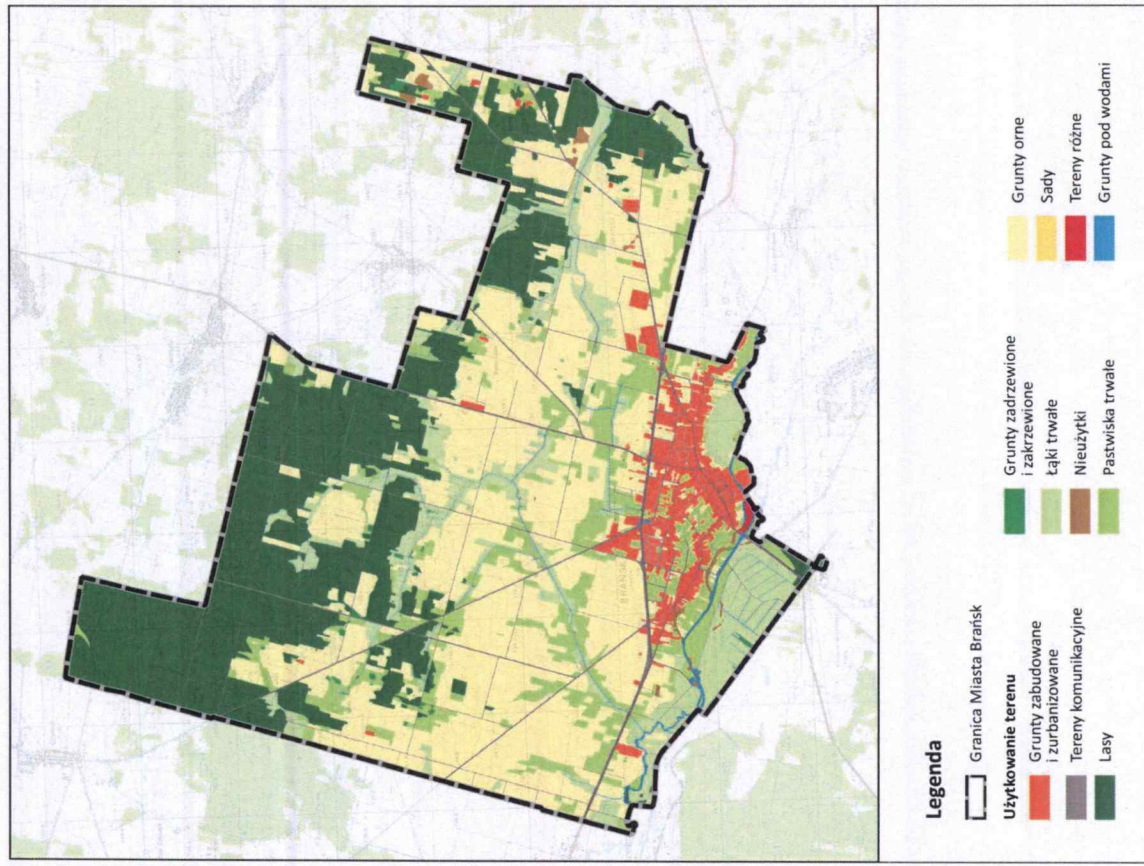 BRAŃSK
Legenda
Granica Miasta Brańsk
Użytkowanie terenu
Grunty zabudowane
i zurbanizowane
Tereny komunikacyjne
Lasy
Grunty zadrzewione
i zakrzewione
Łąki trwałe
Nieużytki
Pastwiska trwałe
Grunty orne
Sady
Tereny różne
Grunty pod wodami